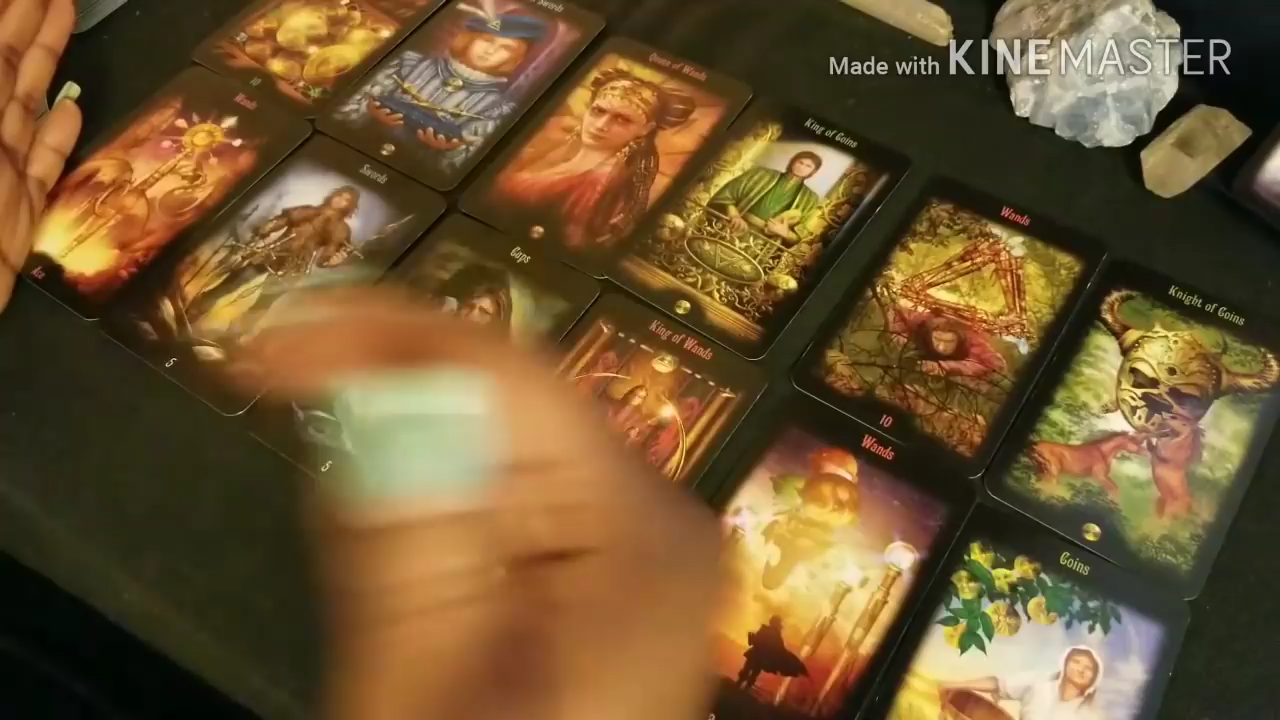 Made with KINEMASTER
Swords
10
Wands
Queen of Wands
King of Coins
Swords
Wands
Knight of Coins
Cups
King of Wands
5
10
Wands
5
Coins